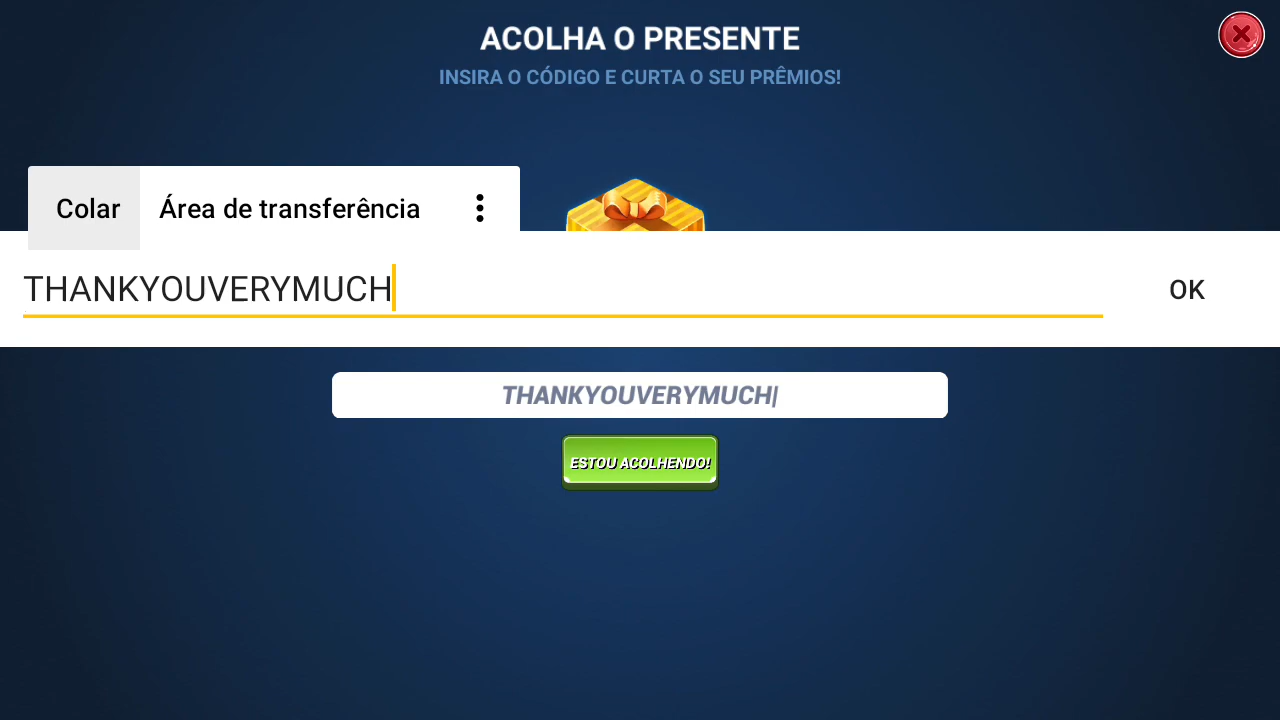 ACOLHA O PRESENTE
INSIRA O CÓDIGO E CURTA O SEU PRÊMIOS!
Colar Área de transferência
THANKYOUVERYMUCH OK
THANKYOUVERYMUCH
ESTOU ACOLHENDO!